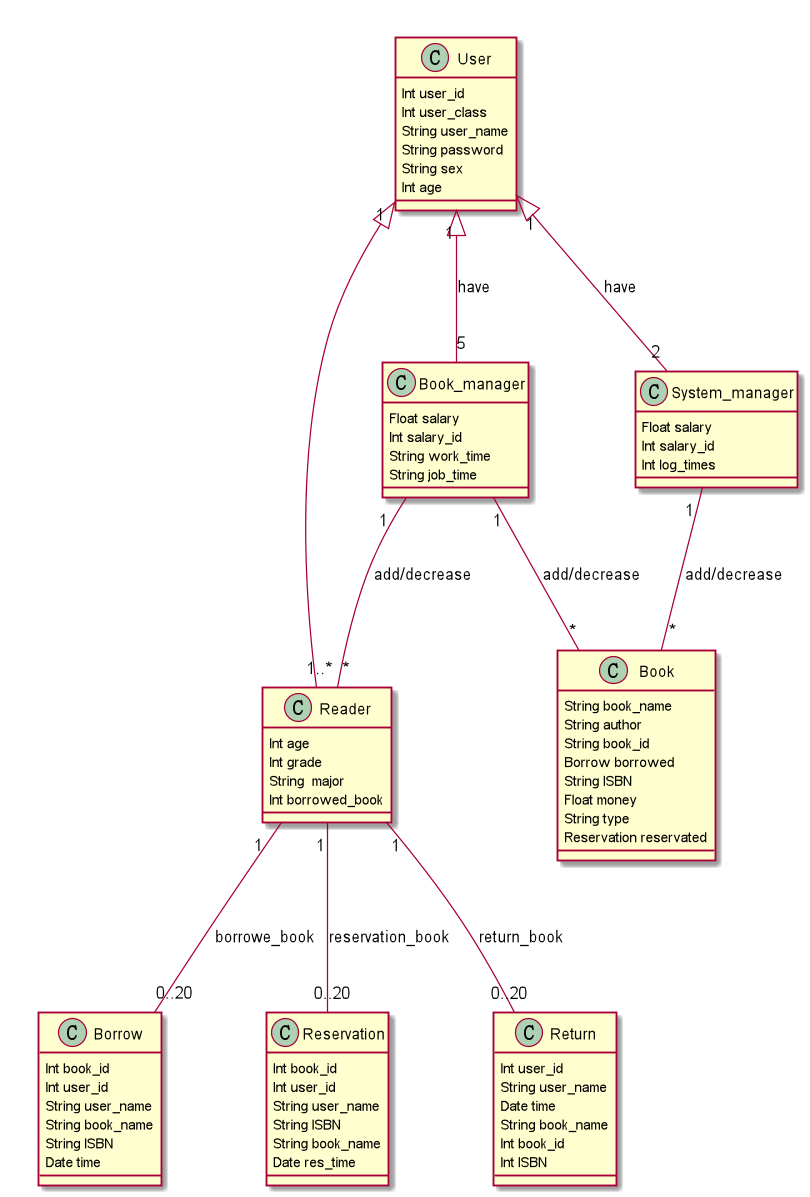 C User
Int user_id
Int user_class
String user_name
String password
String sex
Int age
1
1
1
have
have
5
2
C Book_manager
Float salary
Int salary_id
String work_time
String job_time
C System_manager
Float salary
Int salary_id
Int log_times
1
1
1
add/decrease
add/decrease
add/decrease
1..*
*
*
*
C Reader
Int age
Int grade
String  major
Int borrowed_book
C Book
String book_name
String author
String book_id
Borrow borrowed
String ISBN
Float money
String type
Reservation reservated
1
1
1
borrowe_book
reservation_book
return_book
0..20
0..20
0..20
C Borrow
Int book_id
Int user_id
String user_name
String book_name
String ISBN
Date time
C Reservation
Int book_id
Int user_id
String user_name
String ISBN
String book_name
Date res_time
C Return
Int user_id
String user_name
Date time
String book_name
Int book_id
Int ISBN